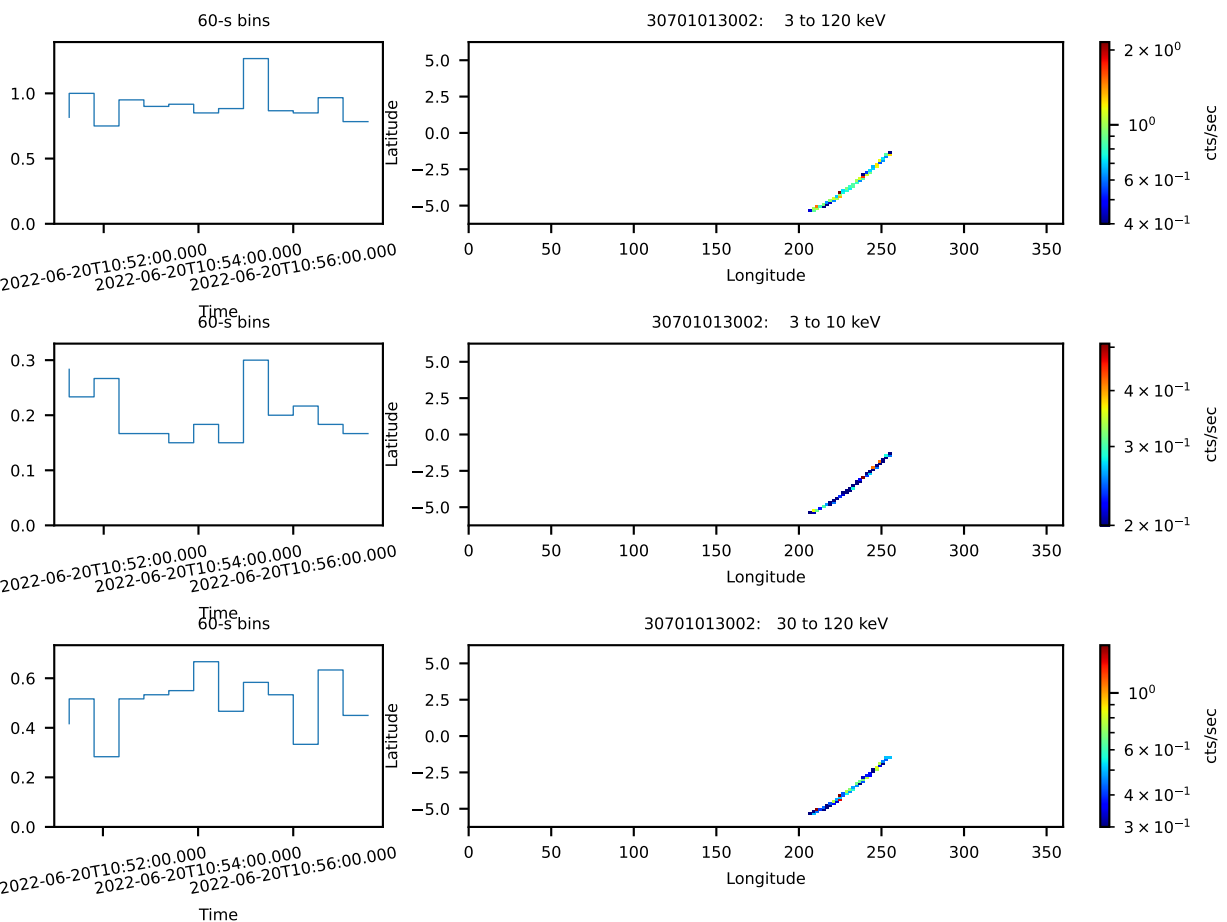 60-s bins
30701013002: 3 to 120 keV
1.0
0.5
0.0
2022-06-20T10:52:00.000
2022-06-20T10:54:00.000
2022-06-20T10:56:00.000
Time
Latitude
5.0
2.5
0.0
−2.5
−5.0
0 50 100 150 200 250 300 350
Longitude
2 × 10⁰
10⁰
6 × 10⁻¹
4 × 10⁻¹
cts/sec
60-s bins
30701013002: 3 to 10 keV
0.3
0.2
0.1
0.0
2022-06-20T10:52:00.000
2022-06-20T10:54:00.000
2022-06-20T10:56:00.000
Time
Latitude
5.0
2.5
0.0
−2.5
−5.0
0 50 100 150 200 250 300 350
Longitude
4 × 10⁻¹
3 × 10⁻¹
2 × 10⁻¹
cts/sec
60-s bins
30701013002: 30 to 120 keV
0.6
0.4
0.2
0.0
2022-06-20T10:52:00.000
2022-06-20T10:54:00.000
2022-06-20T10:56:00.000
Time
Latitude
5.0
2.5
0.0
−2.5
−5.0
0 50 100 150 200 250 300 350
Longitude
10⁰
6 × 10⁻¹
4 × 10⁻¹
3 × 10⁻¹
cts/sec